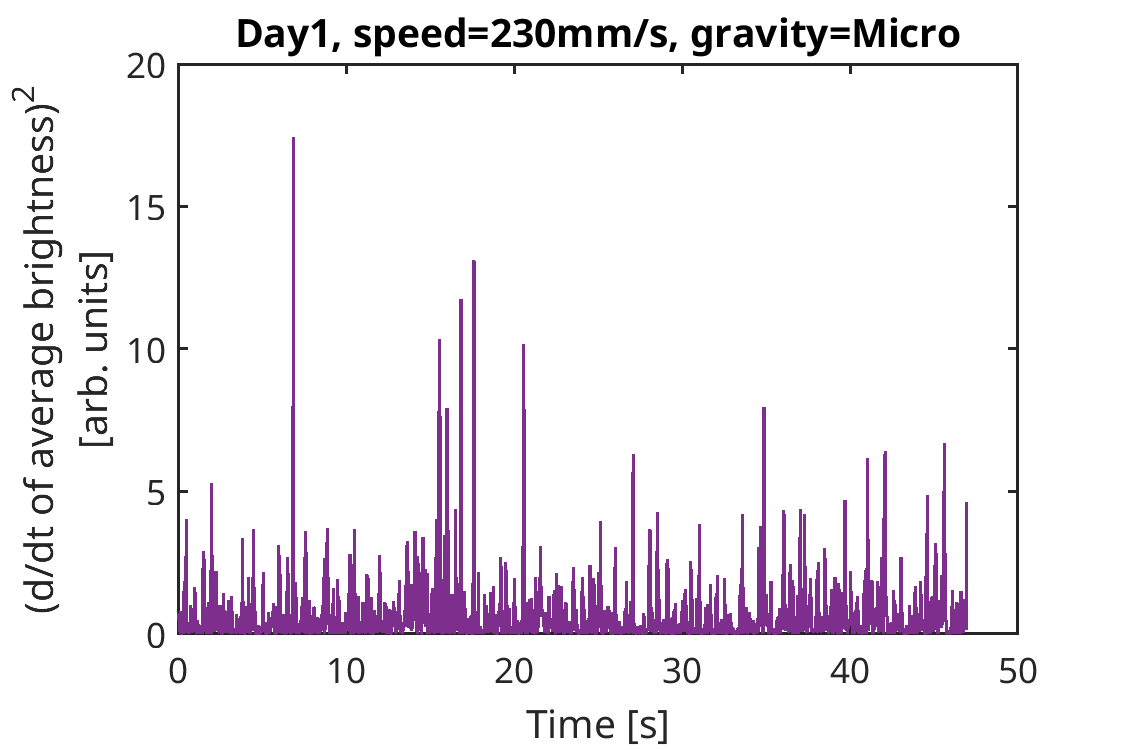 Day1, speed=230mm/s, gravity=Micro
(d/dt of average brightness)²
[arb. units]
20
15
10
5
0
0 10 20 30 40 50
Time [s]